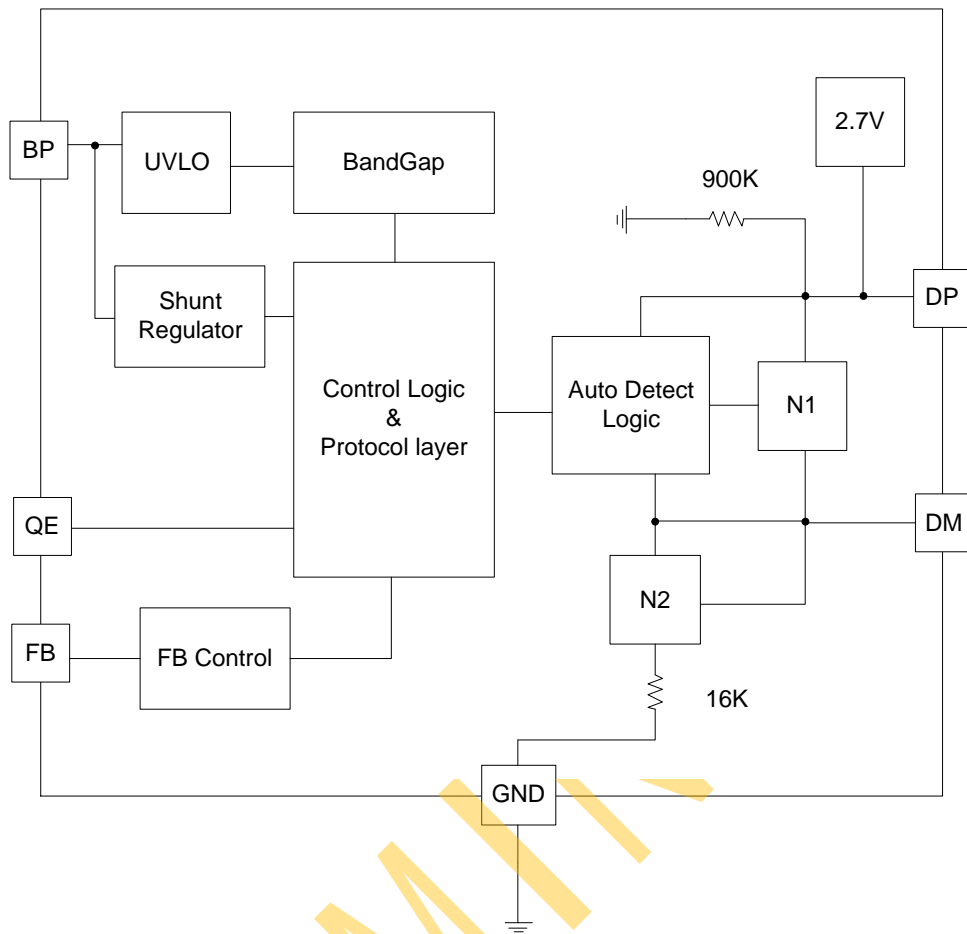 2.7V
BP
UVLO
BandGap
900K
Shunt
Regulator
DP
Control Logic
&
Protocol layer
Auto Detect
Logic
N1
QE
DM
N2
FB
FB Control
16K
GND